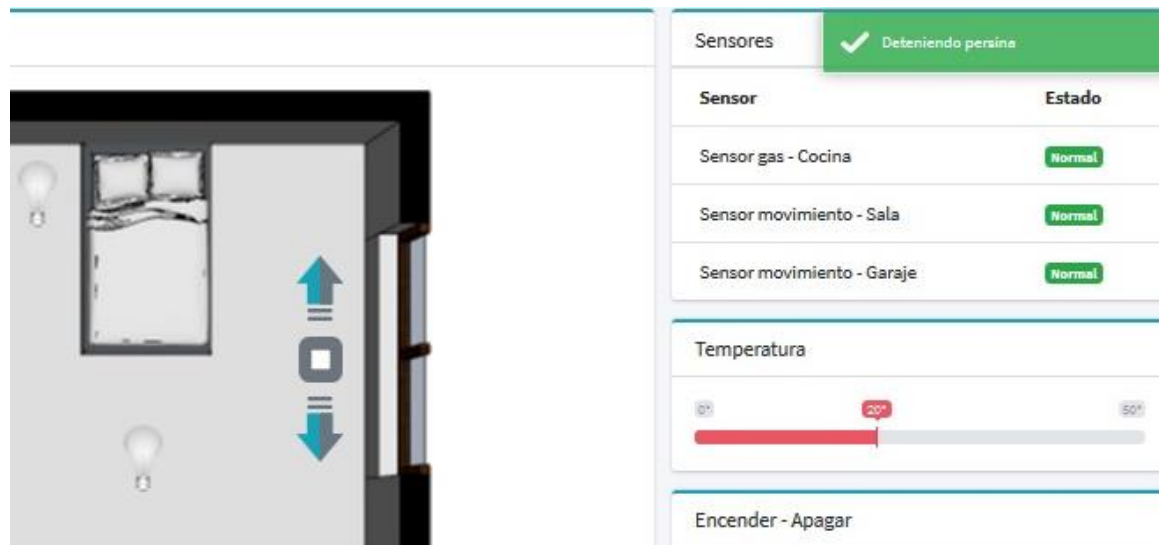 Sensores
Deteniendo persina
Sensor Estado
Sensor gas - Cocina Normal
Sensor movimiento - Sala Normal
Sensor movimiento - Garaje Normal
Temperatura
0° 20° 50°
Encender - Apagar